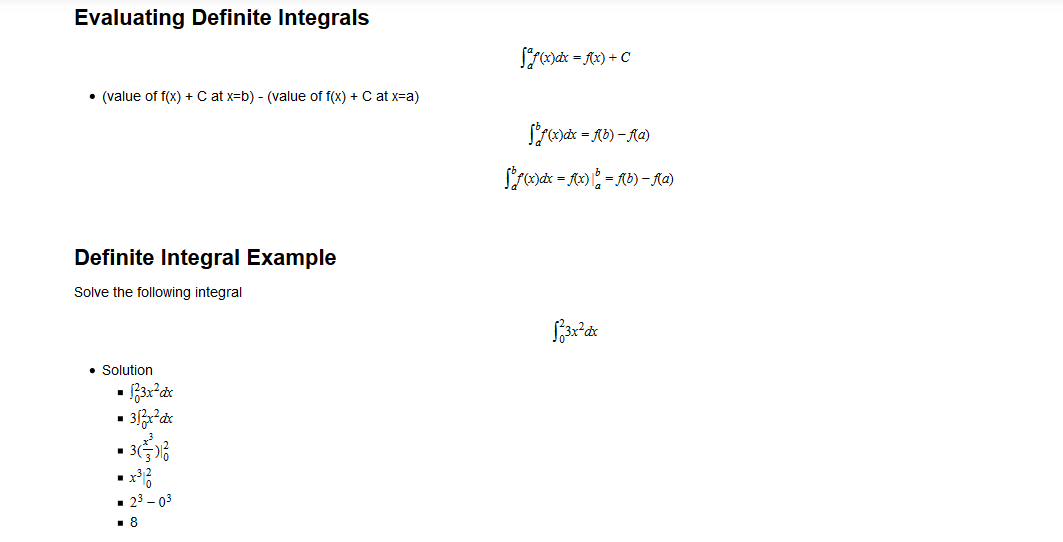 Evaluating Definite Integrals
∫ₐᵃf′(x)dx = f(x) + C
• (value of f(x) + C at x=b) - (value of f(x) + C at x=a)
∫ₐᵇf′(x)dx = f(b) − f(a)
∫ₐᵇf′(x)dx = f(x)|ₐᵇ = f(b) − f(a)
Definite Integral Example
Solve the following integral
∫₀²3x²dx
• Solution
▪ ∫₀²3x²dx
▪ 3∫₀²x²dx
▪ 3(x³/3)|₀²
▪ x³|₀²
▪ 2³ − 0³
▪ 8